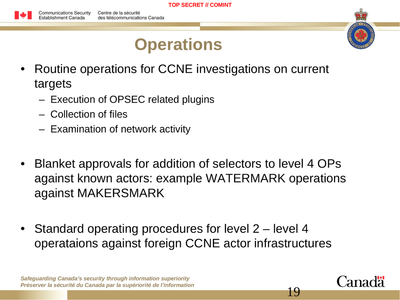 TOP SECRET // COMINT
Communications Security
Establishment Canada
Centre de la sécurité
des télécommunications Canada
Operations
• Routine operations for CCNE investigations on current
targets
– Execution of OPSEC related plugins
– Collection of files
– Examination of network activity
• Blanket approvals for addition of selectors to level 4 OPs
against known actors: example WATERMARK operations
against MAKERSMARK
• Standard operating procedures for level 2 – level 4
operataions against foreign CCNE actor infrastructures
Safeguarding Canada's security through information superiority
Préserver la sécurité du Canada par la supériorité de l'information
19
Canada